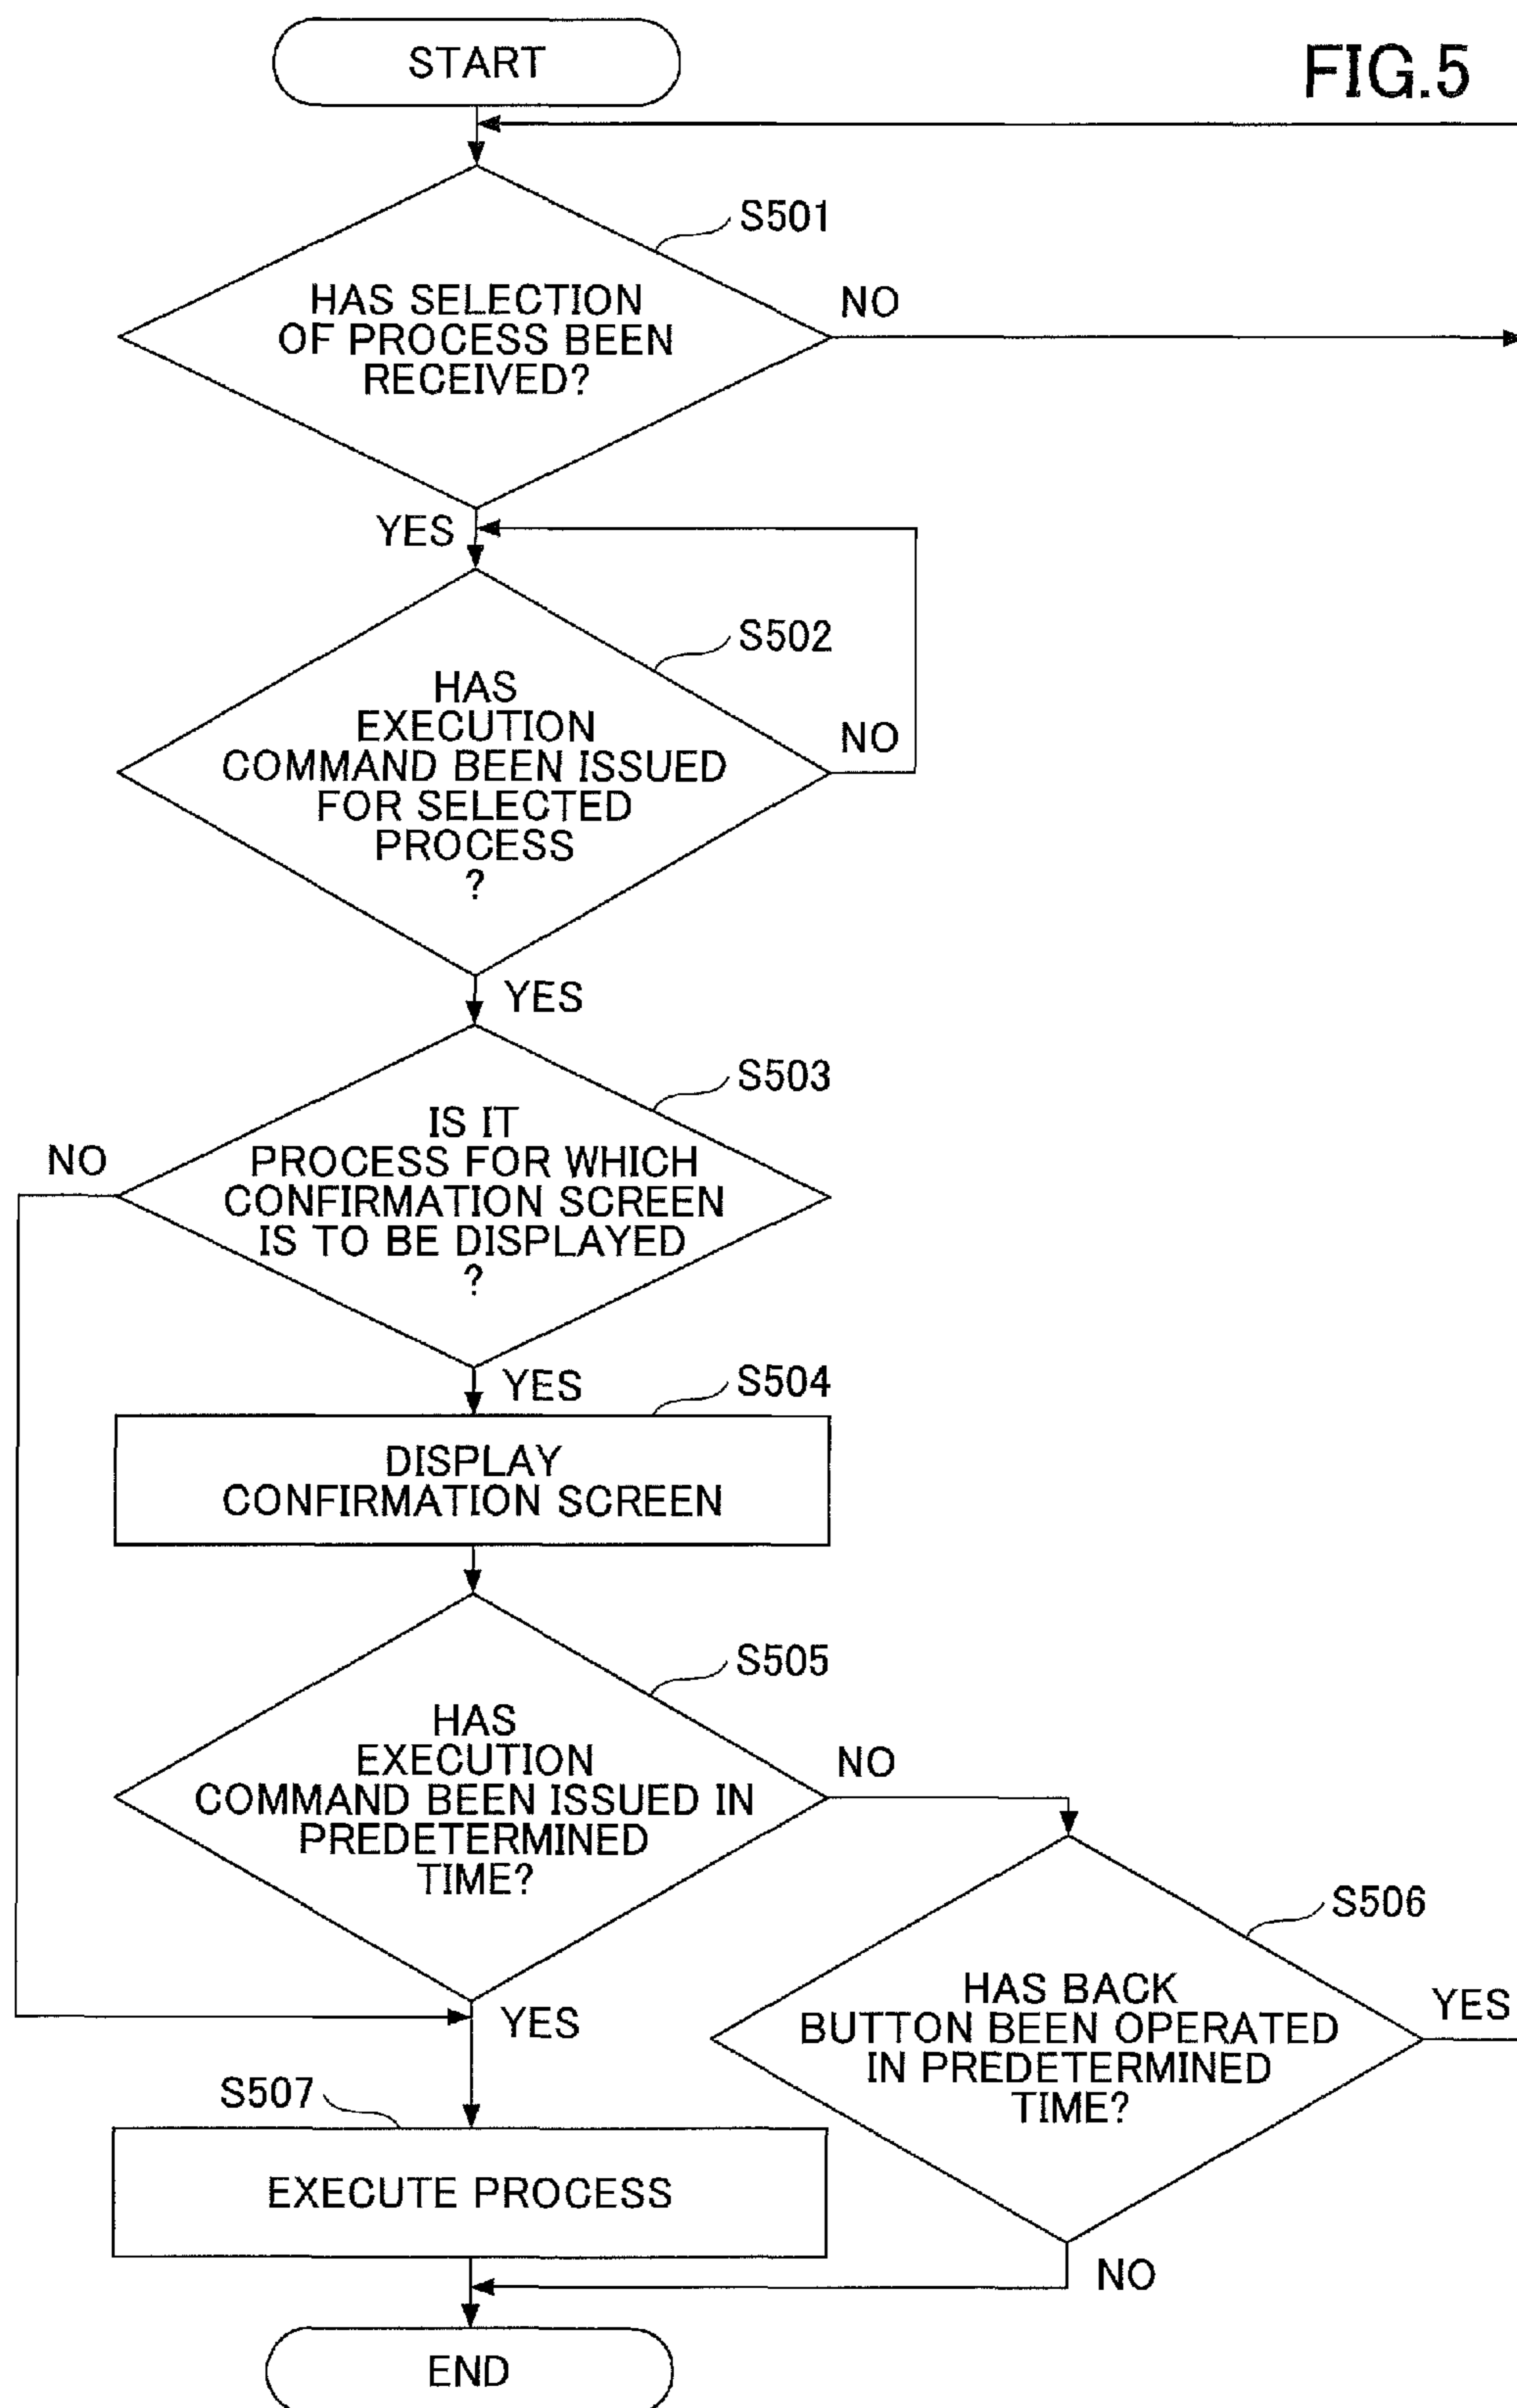 START
FIG.5
S501
HAS SELECTION
OF PROCESS BEEN
RECEIVED?
NO
YES
S502
HAS
EXECUTION
COMMAND BEEN ISSUED
FOR SELECTED
PROCESS
?
NO
YES
S503
IS IT
PROCESS FOR WHICH
CONFIRMATION SCREEN
IS TO BE DISPLAYED
?
NO
YES
S504
DISPLAY
CONFIRMATION SCREEN
S505
HAS
EXECUTION
COMMAND BEEN ISSUED IN
PREDETERMINED
TIME?
NO
YES
S506
HAS BACK
BUTTON BEEN OPERATED
IN PREDETERMINED
TIME?
YES
NO
S507
EXECUTE PROCESS
END